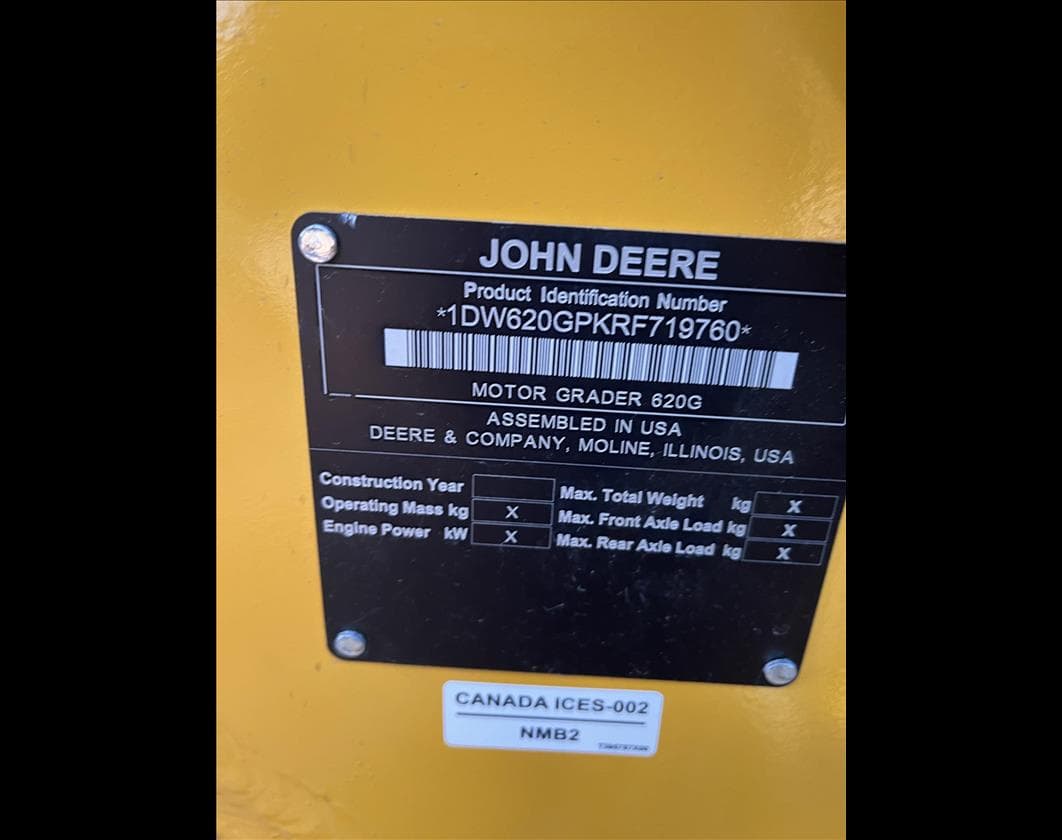 JOHN DEERE
Product Identification Number
*1DW620GPKRF719760*
MOTOR GRADER 620G
ASSEMBLED IN USA
DEERE & COMPANY, MOLINE, ILLINOIS, USA
Construction Year
Operating Mass kg X
Engine Power kW X
Max. Total Weight kg X
Max. Front Axle Load kg X
Max. Rear Axle Load kg X
CANADA ICES-002
NMB2